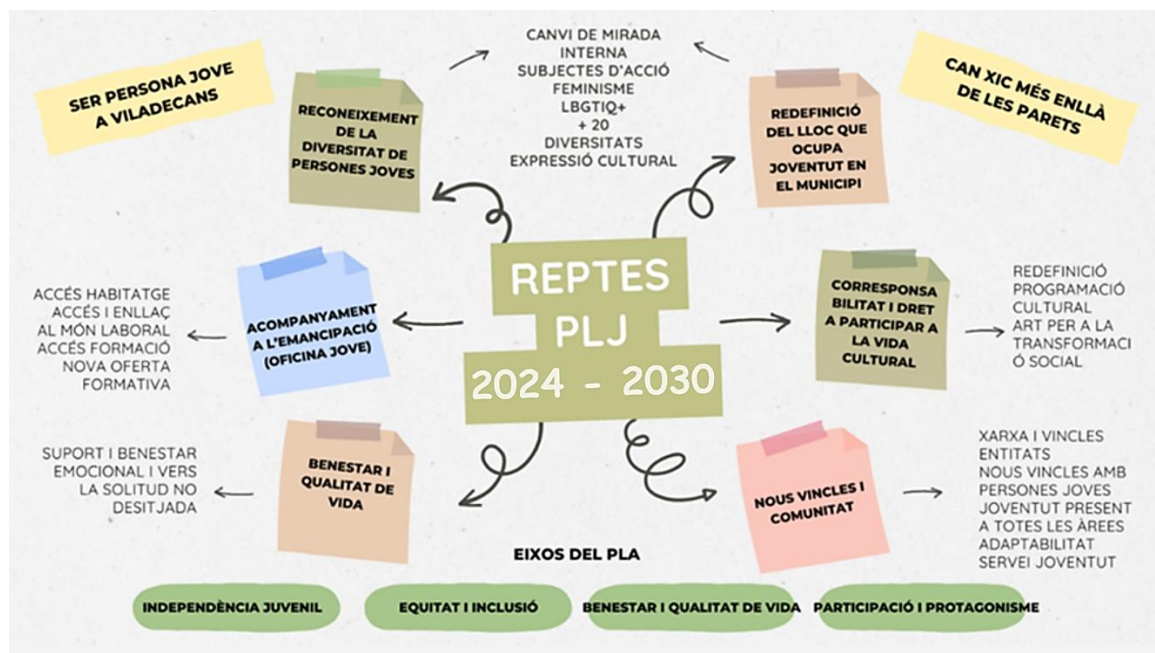 SER PERSONA JOVE
A VILADECANS
RECONEIXEMENT
DE LA
DIVERSITAT DE
PERSONES JOVES
CANVI DE MIRADA
INTERNA
SUBJECTES D'ACCIÓ
FEMINISME
LBGTIQ+
+ 20
DIVERSITATS
EXPRESSIÓ CULTURAL
REDEFINICIÓ
DEL LLOC QUE
OCUPA
JOVENTUT EN
EL MUNICIPI
CAN XIC MÉS ENLLÀ
DE LES PARETS
REPTES
PLJ
2024 - 2030
ACCÉS HABITATGE
ACCÉS I ENLLAÇ
AL MÓN LABORAL
ACCÉS FORMACIÓ
NOVA OFERTA
FORMATIVA
ACOMPANYAMENT
A L'EMANCIPACIÓ
(OFICINA JOVE)
CORRESPONSA
BILITAT I DRET
A PARTICIPAR A
LA VIDA
CULTURAL
REDEFINICIÓ
PROGRAMACIÓ
CULTURAL
ART PER A LA
TRANSFORMACI
Ó SOCIAL
SUPORT I BENESTAR
EMOCIONAL I VERS
LA SOLITUD NO
DESITJADA
BENESTAR I
QUALITAT DE
VIDA
NOUS VINCLES I
COMUNITAT
XARXA I VINCLES
ENTITATS
NOUS VINCLES AMB
PERSONES JOVES
JOVENTUT PRESENT
A TOTES LES ÀREES
ADAPTABILITAT
SERVEI JOVENTUT
EIXOS DEL PLA
INDEPENDÈNCIA JUVENIL
EQUITAT I INCLUSIÓ
BENESTAR I QUALITAT DE VIDA
PARTICIPACIÓ I PROTAGONISME